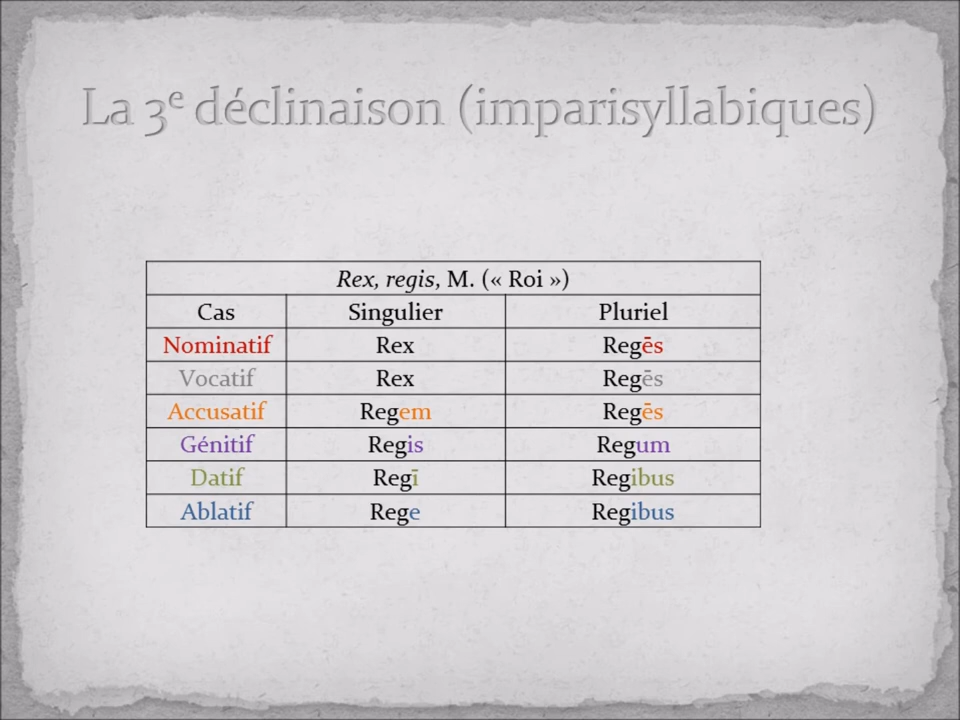 La 3e déclinaison (imparisyllabiques)
Rex, regis, M. (« Roi »)
Cas Singulier Pluriel
Nominatif Rex Regēs
Vocatif Rex Regēs
Accusatif Regem Regēs
Génitif Regis Regum
Datif Regī Regibus
Ablatif Rege Regibus